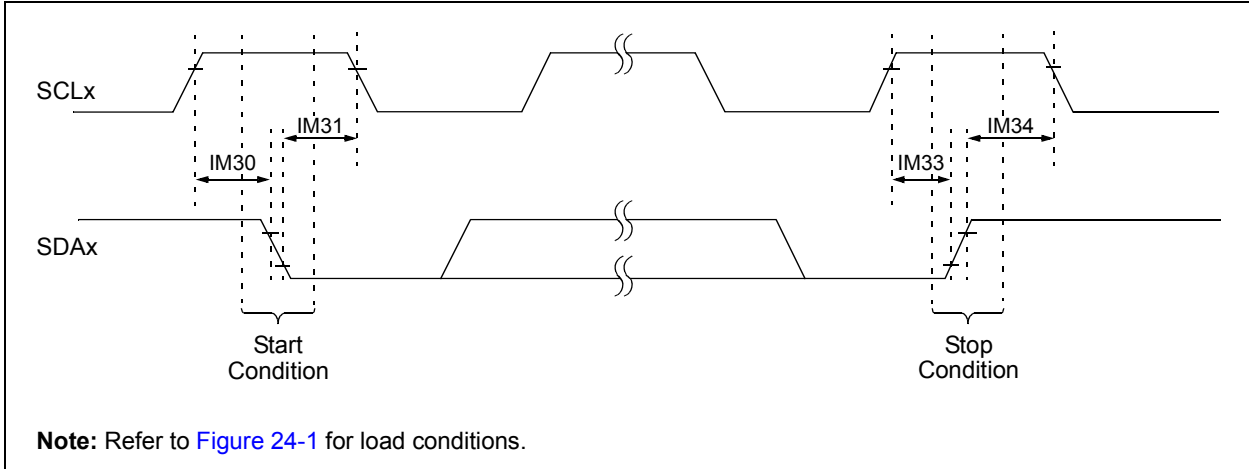 SCLx
IM31
IM34
IM30
IM33
SDAx
Start
Condition
Stop
Condition
Note: Refer to Figure 24-1 for load conditions.